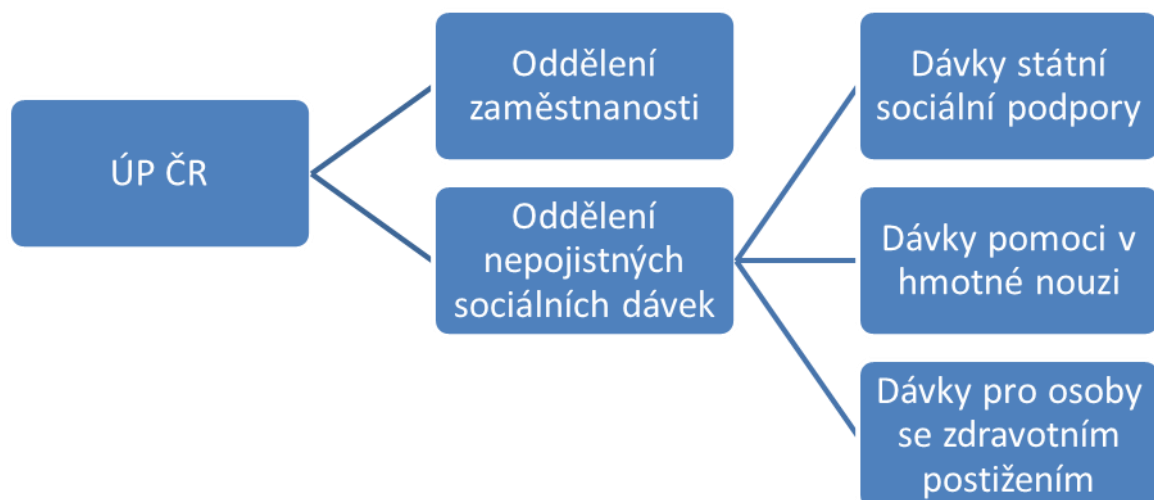 ÚP ČR
Oddělení
zaměstnanosti
Oddělení
nepojistných
sociálních dávek
Dávky státní
sociální podpory
Dávky pomoci v
hmotné nouzi
Dávky pro osoby
se zdravotním
postižením